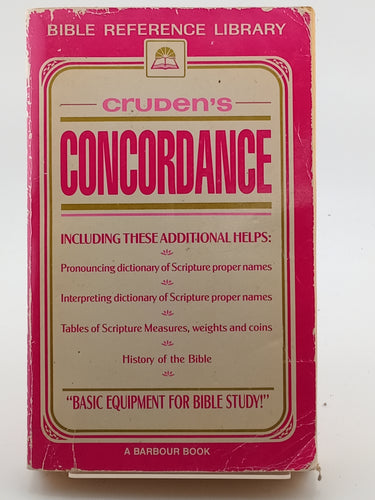 BIBLE REFERENCE LIBRARY
CRUDEN'S
CONCORDANCE
INCLUDING THESE ADDITIONAL HELPS:
Pronouncing dictionary of Scripture proper names
Interpreting dictionary of Scripture proper names
Tables of Scripture Measures, weights and coins
History of the Bible
"BASIC EQUIPMENT FOR BIBLE STUDY!"
A BARBOUR BOOK